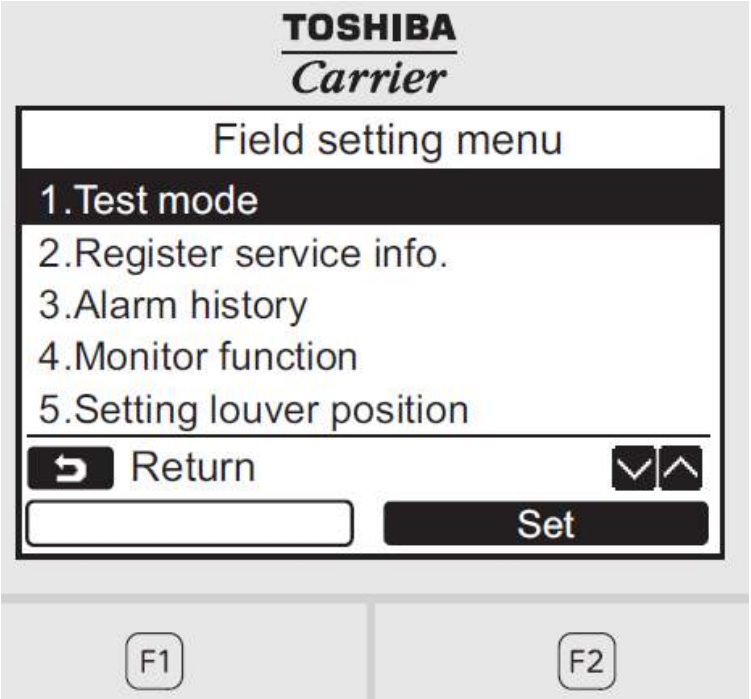 TOSHIBA
Carrier
Field setting menu
1.Test mode
2.Register service info.
3.Alarm history
4.Monitor function
5.Setting louver position
Return
Set
F1
F2